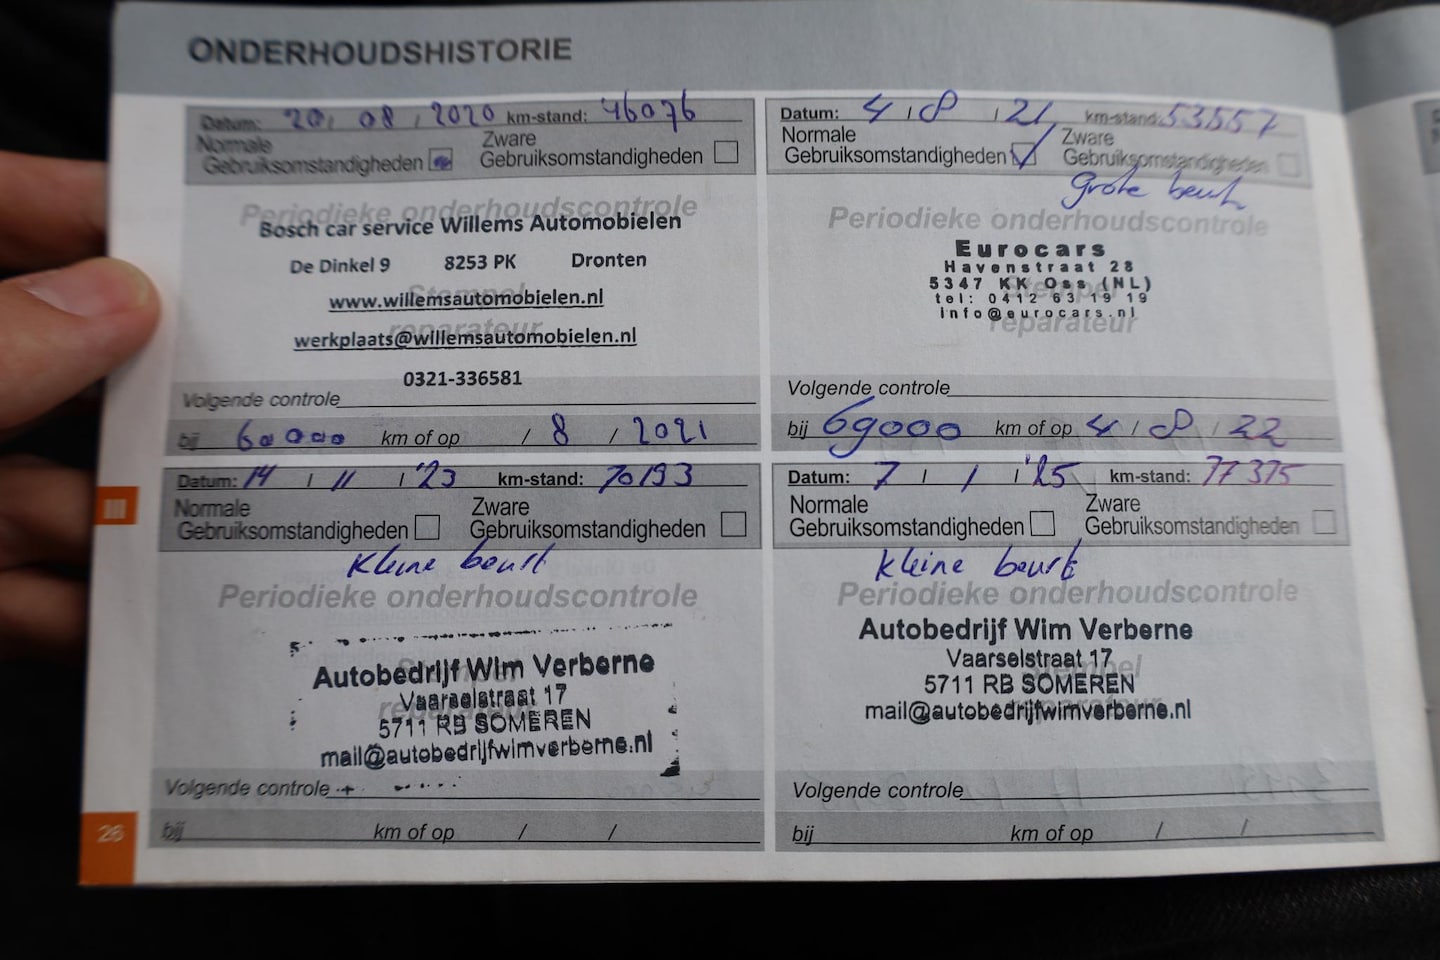 ONDERHOUDSHISTORIE
Datum: 20 / 08 / 2020 km-stand: 46076
Normale Gebruiksomstandigheden
Zware Gebruiksomstandigheden
Periodieke onderhoudscontrole
Bosch car service Willems Automobielen
De Dinkel 9 8253 PK Dronten
Stempel
www.willemsautomobielen.nl
reparateur
werkplaats@willemsautomobielen.nl
0321-336581
Volgende controle
bij 60000 km of op / 8 / 2021
Datum: 4 / 8 / 21 km-stand: 53557
Normale Gebruiksomstandigheden
Zware Gebruiksomstandigheden
grote beurt
Periodieke onderhoudscontrole
Eurocars
Havenstraat 28
5347 KK Oss (NL)
Stempel
tel: 0412 63 19 19
info@eurocars.nl
reparateur
Volgende controle
bij 69000 km of op 4 / 8 / 22
Datum: 14 / 11 / '23 km-stand: 70193
Normale Gebruiksomstandigheden
Zware Gebruiksomstandigheden
Kleine beurt
Periodieke onderhoudscontrole
Autobedrijf Wim Verberne
Stempel
Vaarselstraat 17
reparateur
5711 RB SOMEREN
mail@autobedrijfwimverberne.nl
Volgende controle
bij km of op / /
Datum: 7 / 1 / '25 km-stand: 77375
Normale Gebruiksomstandigheden
Zware Gebruiksomstandigheden
kleine beurt
Periodieke onderhoudscontrole
Autobedrijf Wim Verberne
Vaarselstraat 17
Stempel
5711 RB SOMEREN
mail@autobedrijfwimverberne.nl
Volgende controle
bij km of op / /
26